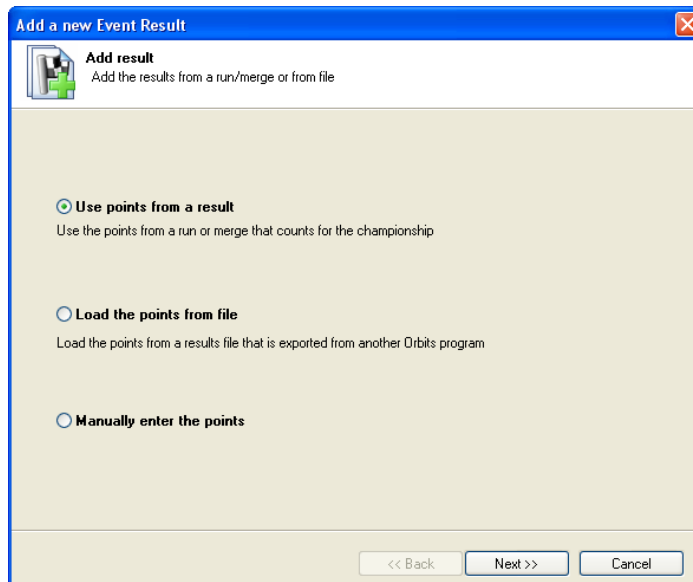 Add a new Event Result
Add result
Add the results from a run/merge or from file
Use points from a result
Use the points from a run or merge that counts for the championship
Load the points from file
Load the points from a results file that is exported from another Orbits program
Manually enter the points
<< Back
Next >>
Cancel